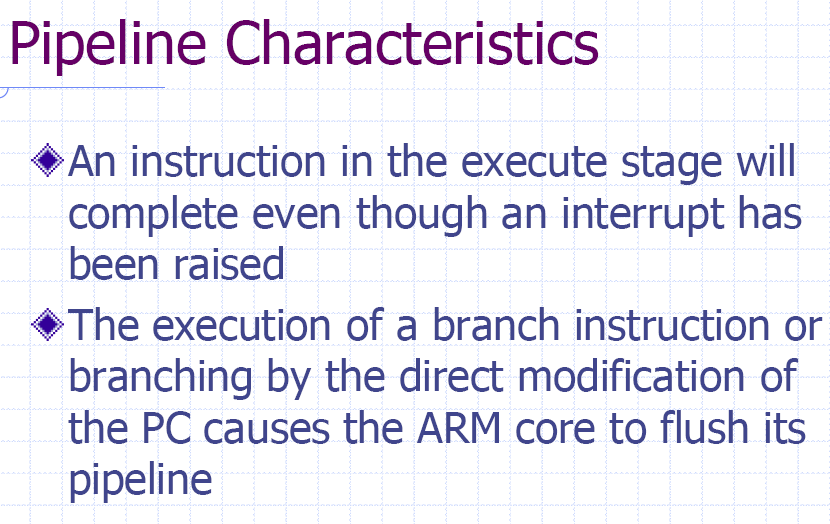 Pipeline Characteristics
An instruction in the execute stage will
complete even though an interrupt has
been raised
The execution of a branch instruction or
branching by the direct modification of
the PC causes the ARM core to flush its
pipeline